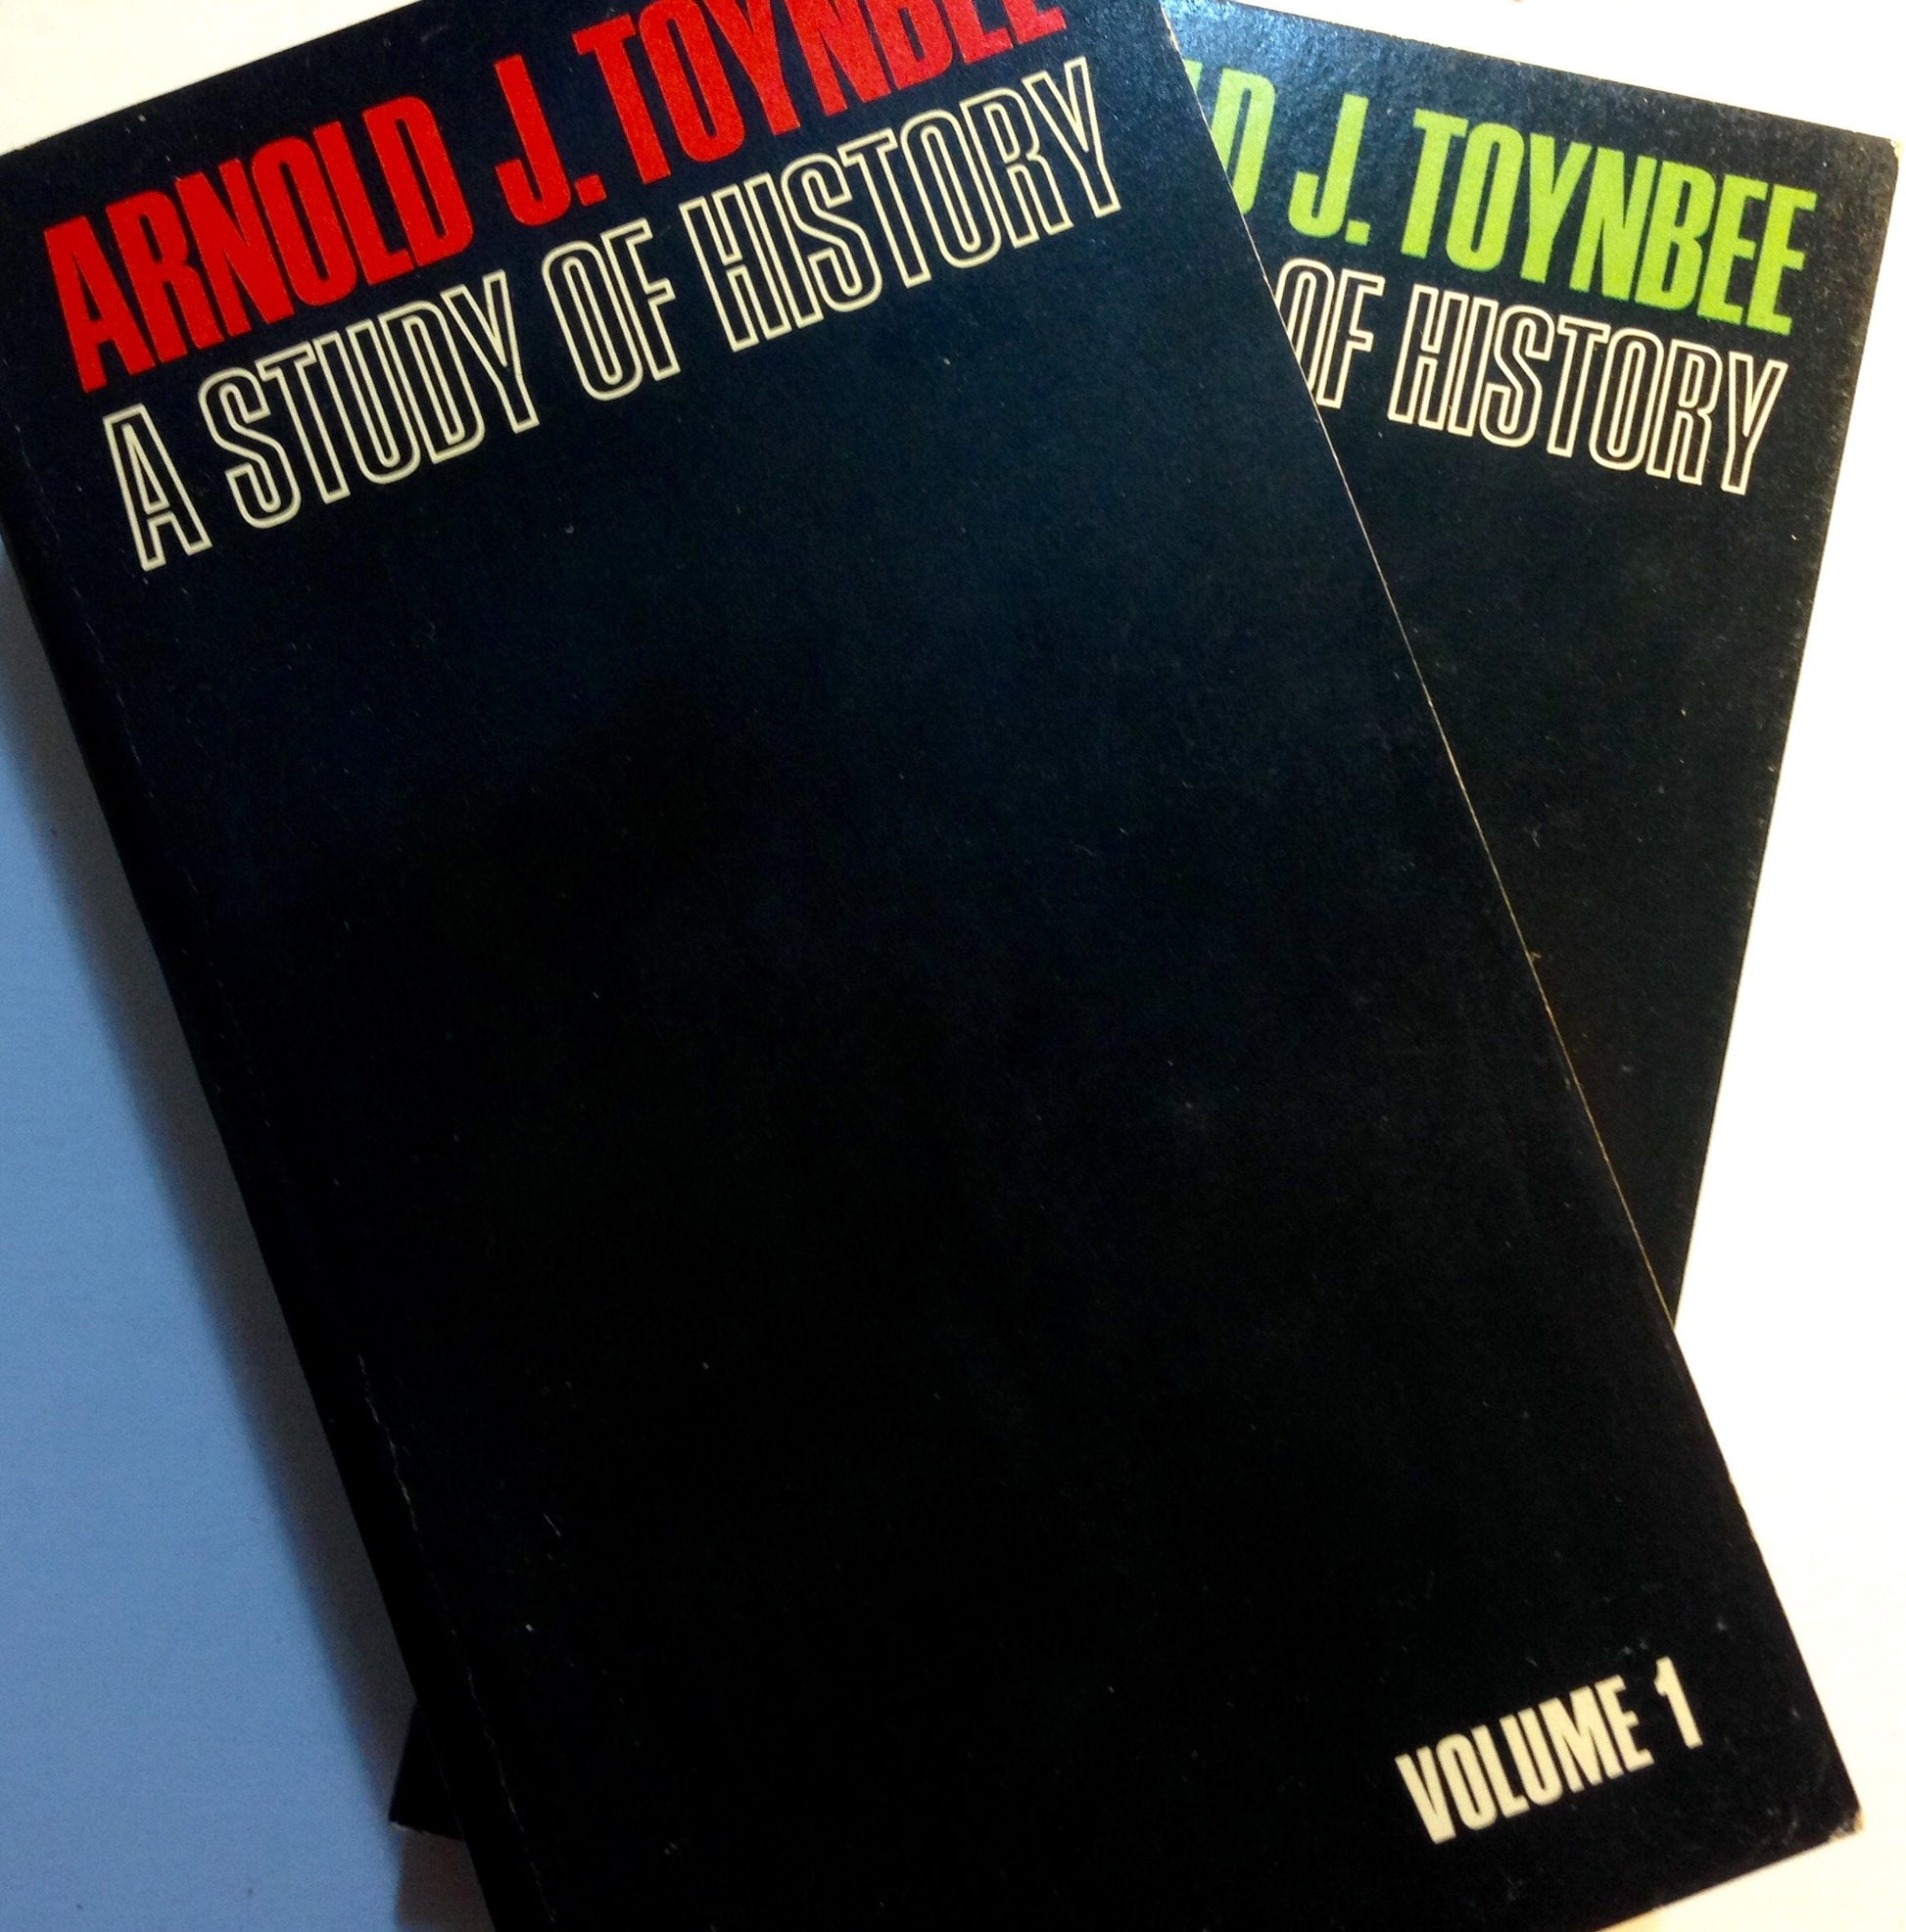 ARNOLD J. TOYNBEE
A STUDY OF HISTORY
VOLUME 1
J. TOYNBEE
OF HISTORY